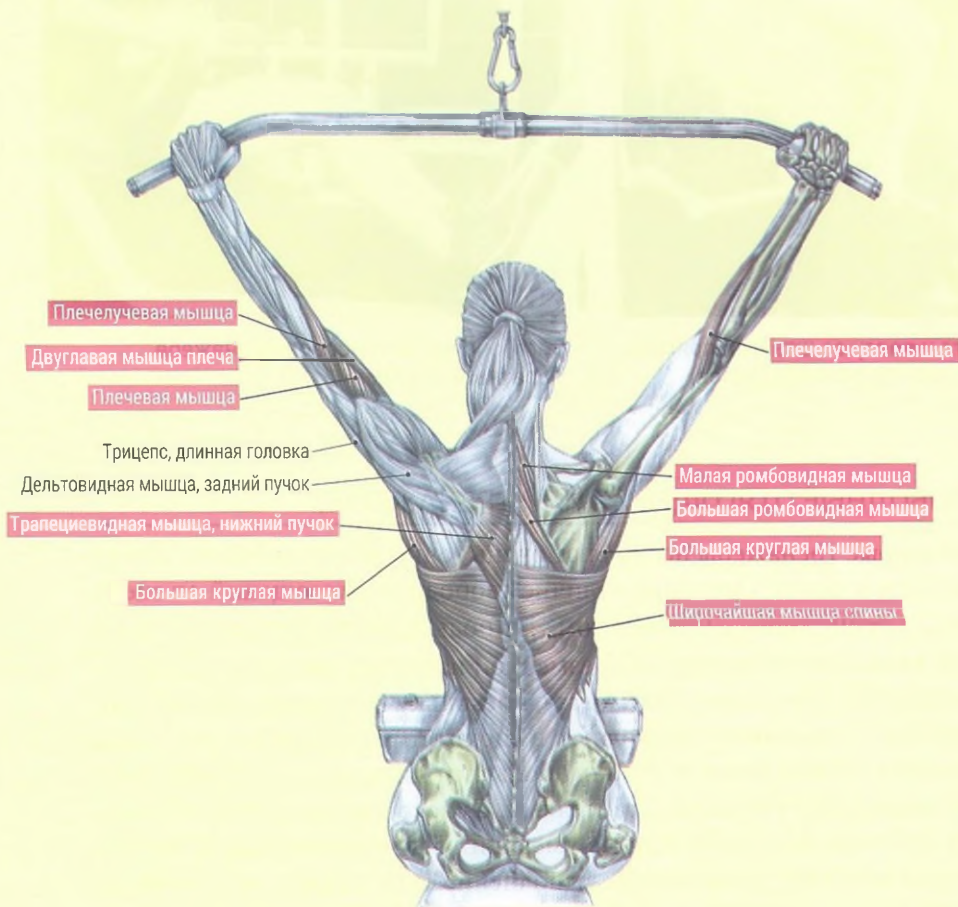 Плечелучевая мышца
Двуглавая мышца плеча
Плечевая мышца
Трицепс, длинная головка
Дельтовидная мышца, задний пучок
Трапециевидная мышца, нижний пучок
Большая круглая мышца
Плечелучевая мышца
Малая ромбовидная мышца
Большая ромбовидная мышца
Большая круглая мышца
Широчайшая мышца спины